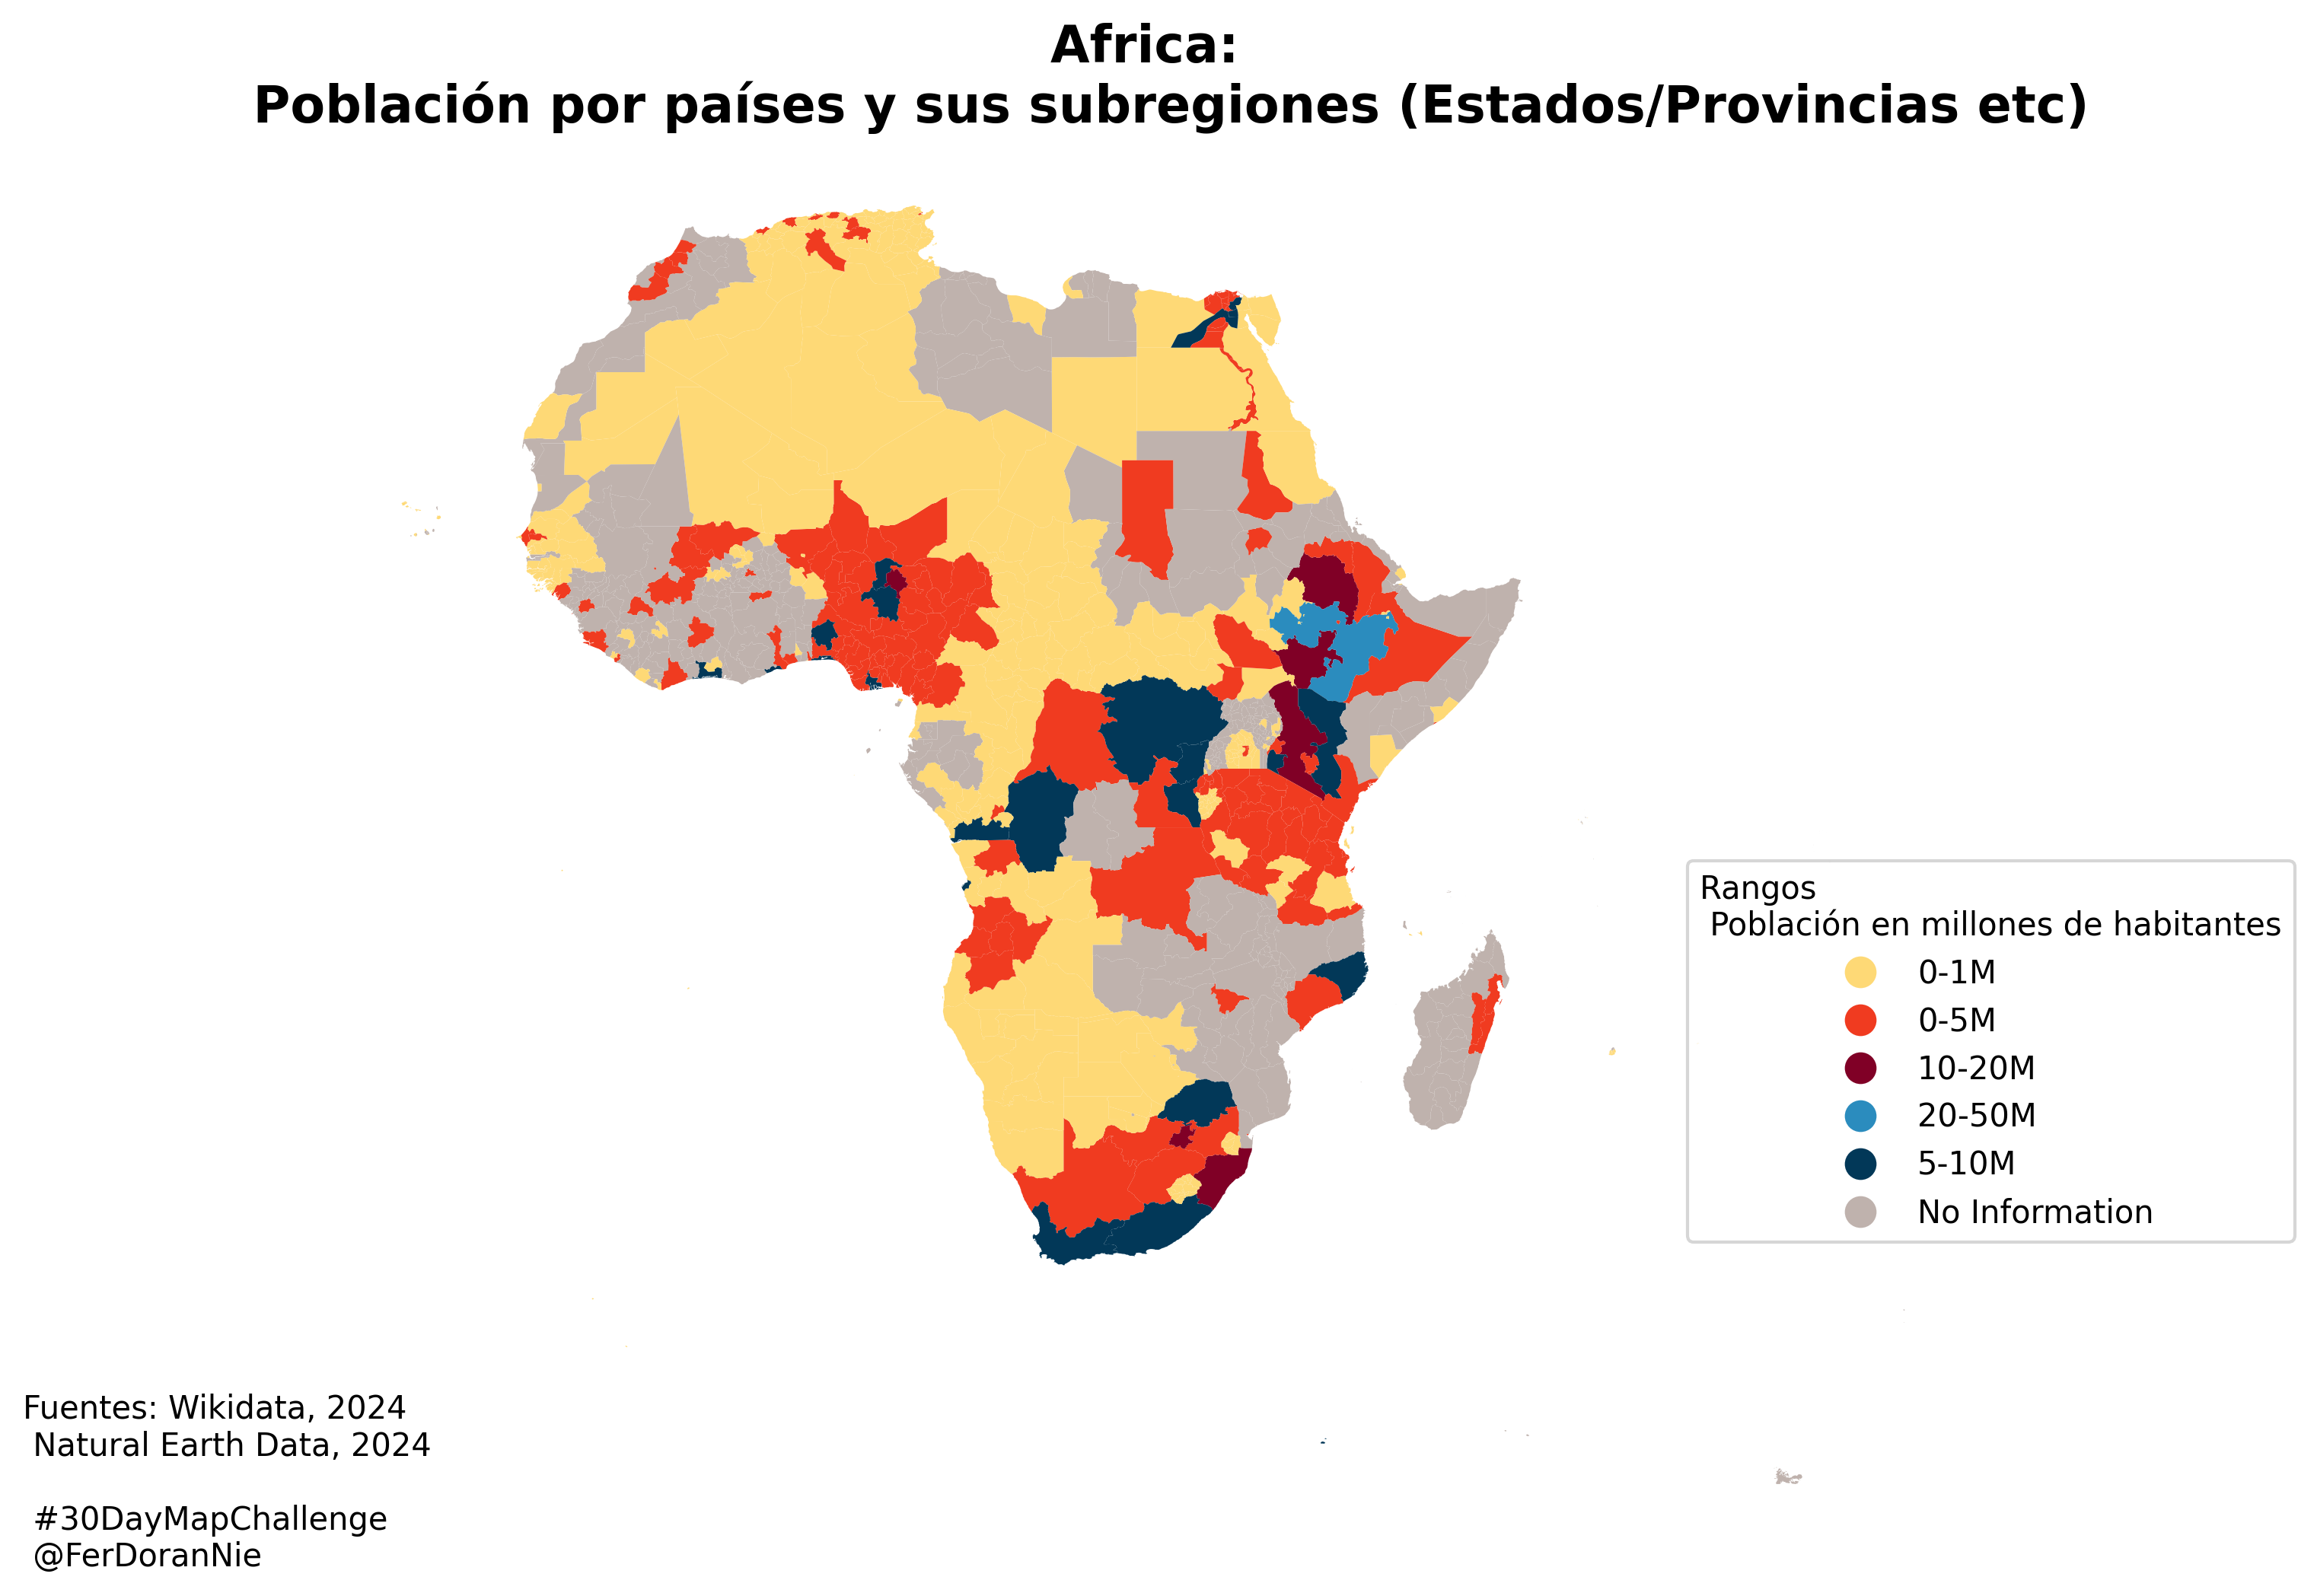 Africa:
Población por países y sus subregiones (Estados/Provincias etc)
Rangos
Población en millones de habitantes
0-1M
0-5M
10-20M
20-50M
5-10M
No Information
Fuentes: Wikidata, 2024
Natural Earth Data, 2024
#30DayMapChallenge
@FerDoranNie